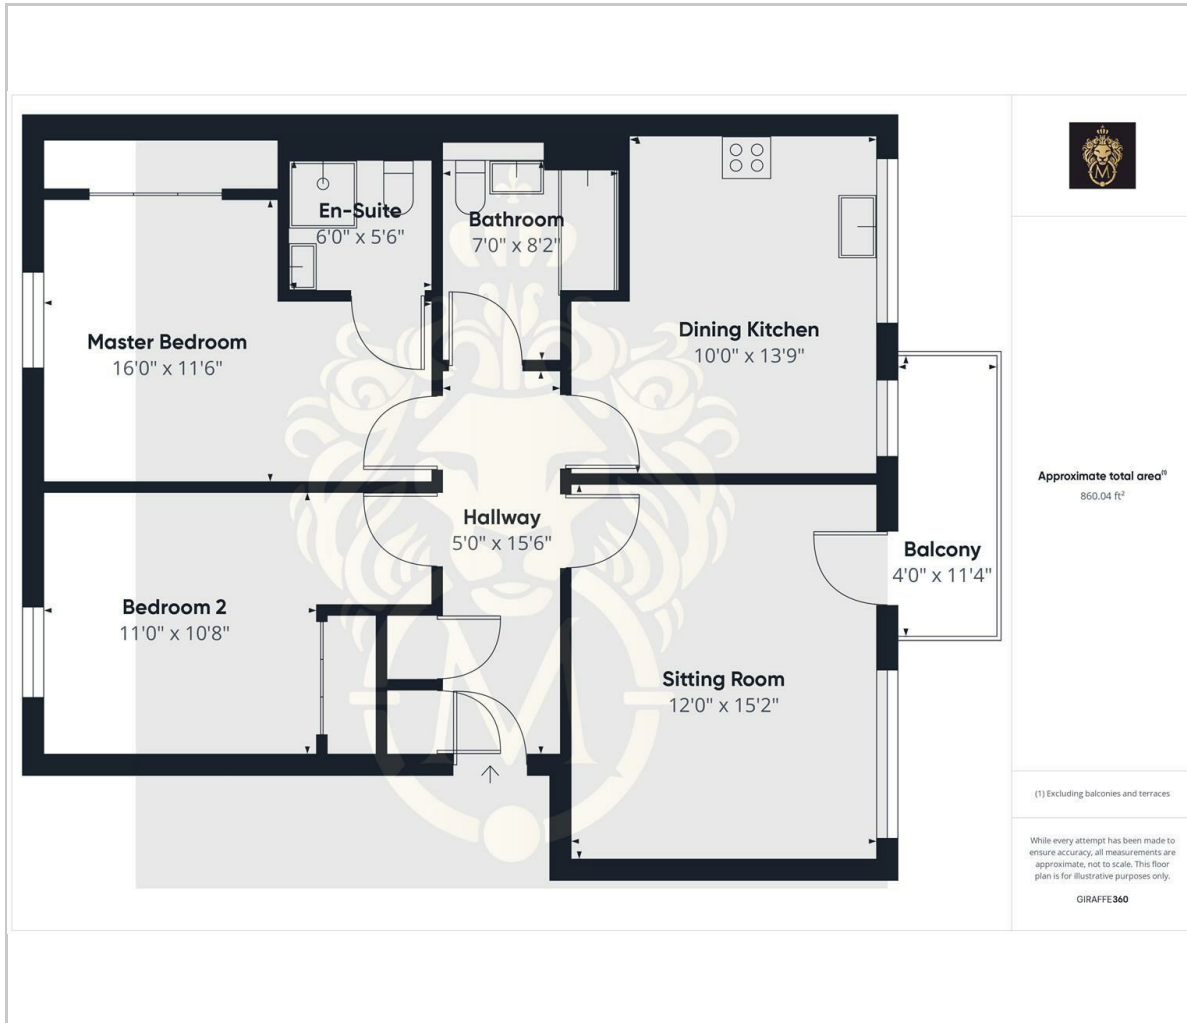 En-Suite
6'0" x 5'6"
Bathroom
7'0" x 8'2"
Master Bedroom
16'0" x 11'6"
Dining Kitchen
10'0" x 13'9"
Hallway
5'0" x 15'6"
Balcony
4'0" x 11'4"
Bedroom 2
11'0" x 10'8"
Sitting Room
12'0" x 15'2"
M
M
Approximate total area(1)
860.04 ft²
(1) Excluding balconies and terraces
While every attempt has been made to
ensure accuracy, all measurements are
approximate, not to scale. This floor
plan is for illustrative purposes only.
GIRAFFE360